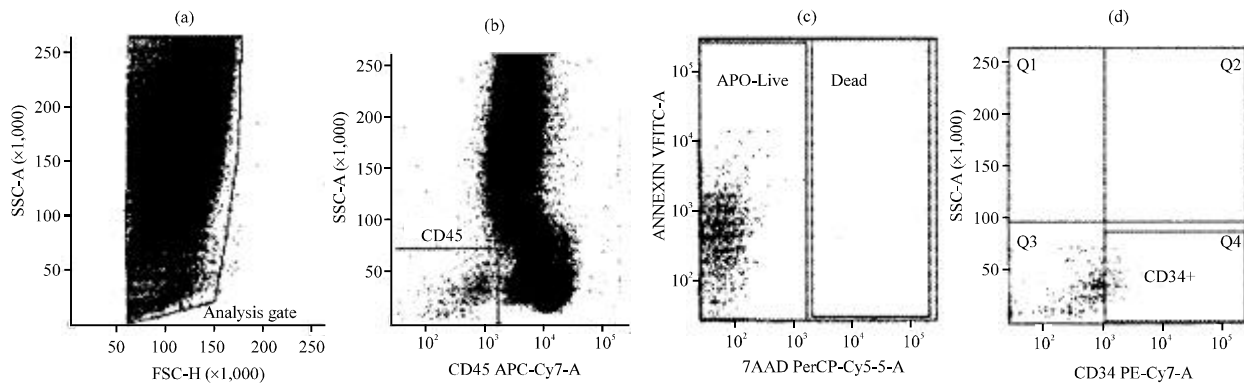 (a)
SSC-A (×1,000)
250
200
150
100
50
Analysis gate
50 100 150 200 250
FSC-H (×1,000)
(b)
SSC-A (×1,000)
250
200
150
100
50
CD45
10² 10³ 10⁴ 10⁵
CD45 APC-Cy7-A
(c)
ANNEXIN VFITC-A
10⁵
10⁴
10³
10²
APO-Live Dead
10² 10³ 10⁴ 10⁵
7AAD PerCP-Cy5-5-A
(d)
SSC-A (×1,000)
250
200
150
100
50
Q1 Q2
Q3 Q4
CD34+
10² 10³ 10⁴ 10⁵
CD34 PE-Cy7-A